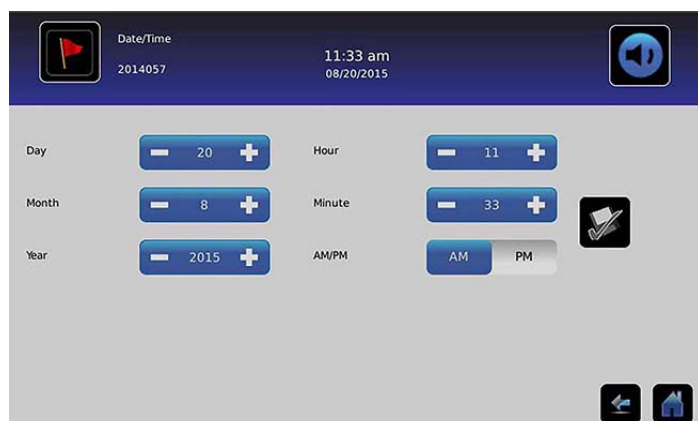 Date/Time
2014057
11:33 am
08/20/2015
Day
20
Hour
11
Month
8
Minute
33
Year
2015
AM/PM
AM
PM